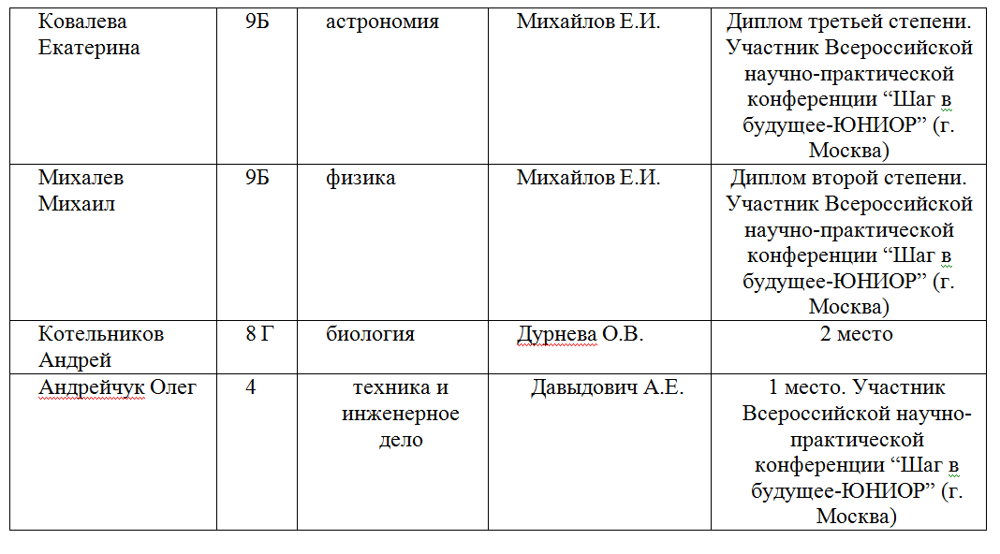 Ковалева
Екатерина
9Б
астрономия
Михайлов Е.И.
Диплом третьей степени.
Участник Всероссийской
научно-практической
конференции “Шаг в
будущее-ЮНИОР” (г.
Москва)
Михалев
Михаил
9Б
физика
Михайлов Е.И.
Диплом второй степени.
Участник Всероссийской
научно-практической
конференции “Шаг в
будущее-ЮНИОР” (г.
Москва)
Котельников
Андрей
8 Г
биология
Дурнева О.В.
2 место
Андрейчук Олег
4
техника и
инженерное
дело
Давыдович А.Е.
1 место. Участник
Всероссийской научно-
практической
конференции “Шаг в
будущее-ЮНИОР” (г.
Москва)